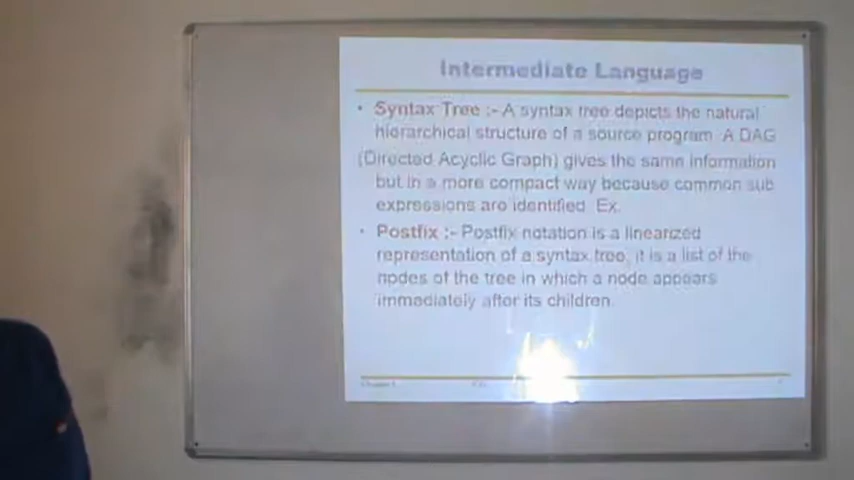 Intermediate Language
• Syntax Tree :- A syntax tree depicts the natural
hierarchical structure of a source program. A DAG
(Directed Acyclic Graph) gives the same information
but in a more compact way because common sub
expressions are identified. Ex.
• Postfix :- Postfix notation is a linearized
representation of a syntax tree; it is a list of the
nodes of the tree in which a node appears
immediately after its children.